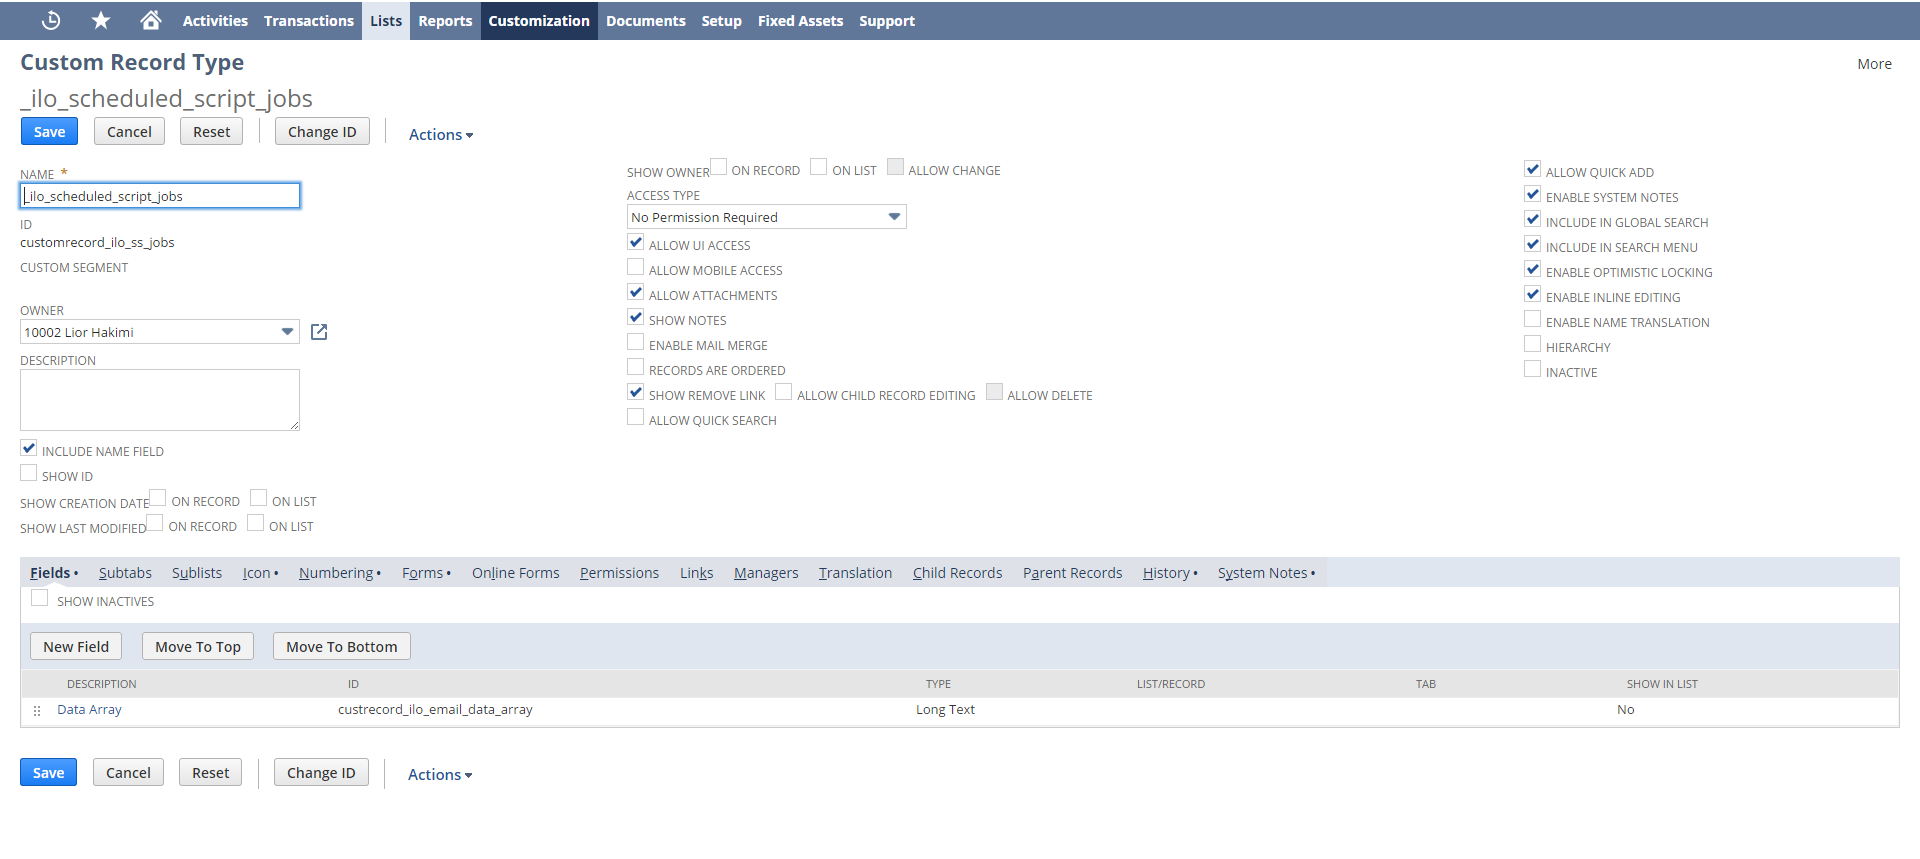 Activities Transactions Lists Reports Customization Documents Setup Fixed Assets Support
Custom Record Type
More
_ilo_scheduled_script_jobs
Save Cancel Reset Change ID Actions
NAME *
_ilo_scheduled_script_jobs
ID
customrecord_ilo_ss_jobs
CUSTOM SEGMENT
OWNER
10002 Lior Hakimi
DESCRIPTION
INCLUDE NAME FIELD
SHOW ID
SHOW CREATION DATE ON RECORD ON LIST
SHOW LAST MODIFIED ON RECORD ON LIST
SHOW OWNER ON RECORD ON LIST ALLOW CHANGE
ACCESS TYPE
No Permission Required
ALLOW UI ACCESS
ALLOW MOBILE ACCESS
ALLOW ATTACHMENTS
SHOW NOTES
ENABLE MAIL MERGE
RECORDS ARE ORDERED
SHOW REMOVE LINK ALLOW CHILD RECORD EDITING ALLOW DELETE
ALLOW QUICK SEARCH
ALLOW QUICK ADD
ENABLE SYSTEM NOTES
INCLUDE IN GLOBAL SEARCH
INCLUDE IN SEARCH MENU
ENABLE OPTIMISTIC LOCKING
ENABLE INLINE EDITING
ENABLE NAME TRANSLATION
HIERARCHY
INACTIVE
Fields • Subtabs Sublists Icon • Numbering • Forms • Online Forms Permissions Links Managers Translation Child Records Parent Records History • System Notes •
SHOW INACTIVES
New Field Move To Top Move To Bottom
DESCRIPTION ID TYPE LIST/RECORD TAB SHOW IN LIST
Data Array custrecord_ilo_email_data_array Long Text No
Save Cancel Reset Change ID Actions